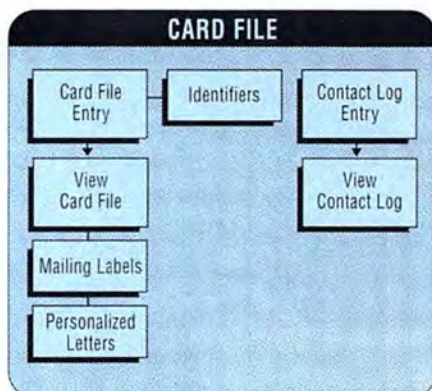 CARD FILE
Card File
Entry
Identifiers
Contact Log
Entry
View
Card File
View
Contact Log
Mailing Labels
Personalized
Letters